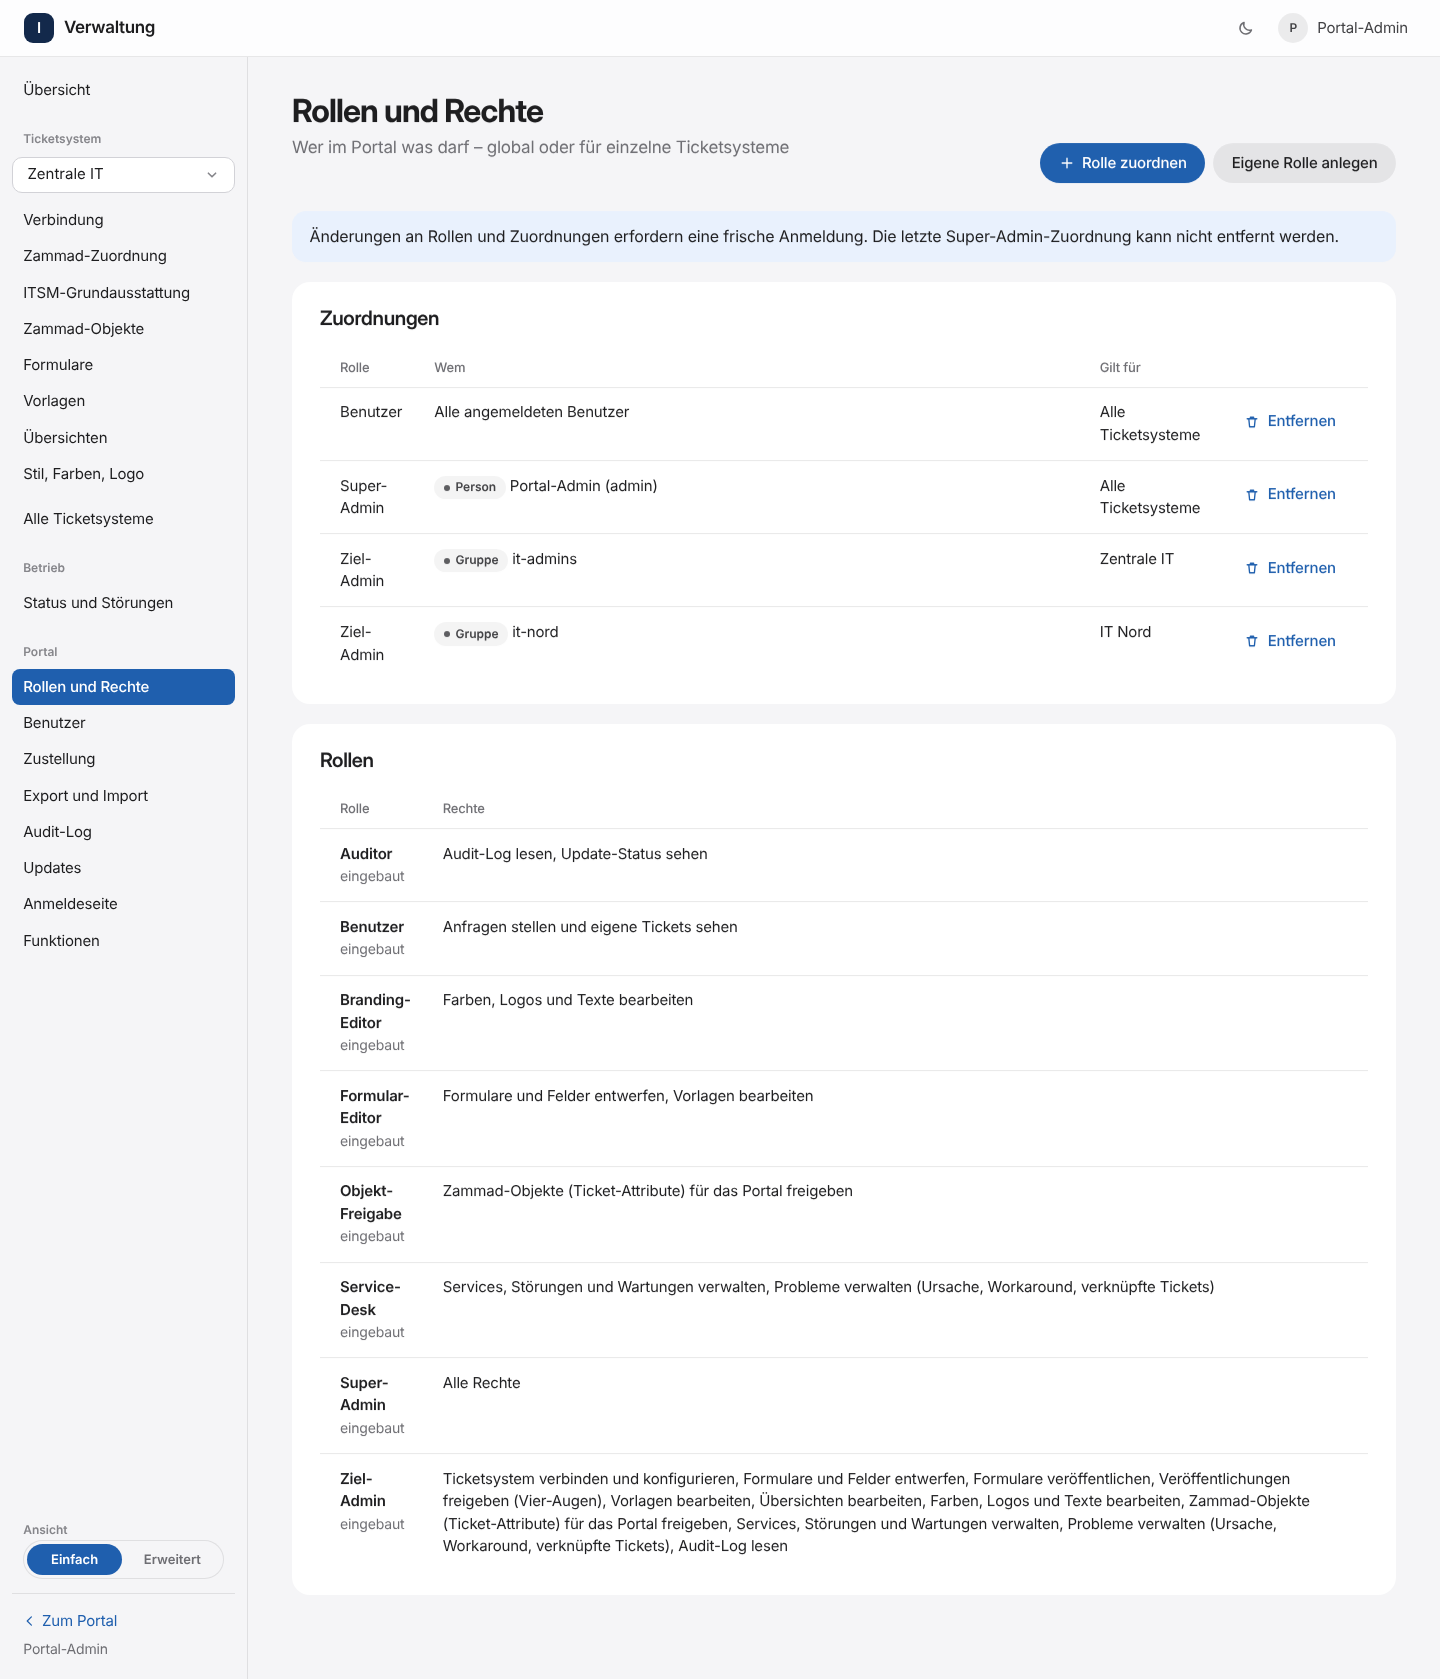 I Verwaltung
P Portal-Admin
Übersicht
Ticketsystem
Zentrale IT
Verbindung
Zammad-Zuordnung
ITSM-Grundausstattung
Zammad-Objekte
Formulare
Vorlagen
Übersichten
Stil, Farben, Logo
Alle Ticketsysteme
Betrieb
Status und Störungen
Portal
Rollen und Rechte
Benutzer
Zustellung
Export und Import
Audit-Log
Updates
Anmeldeseite
Funktionen
Ansicht
Einfach Erweitert
Zum Portal
Portal-Admin
Rollen und Rechte
Wer im Portal was darf – global oder für einzelne Ticketsysteme
Rolle zuordnen Eigene Rolle anlegen
Änderungen an Rollen und Zuordnungen erfordern eine frische Anmeldung. Die letzte Super-Admin-Zuordnung kann nicht entfernt werden.
Zuordnungen
Rolle Wem Gilt für
Benutzer Alle angemeldeten Benutzer Alle
Ticketsysteme Entfernen
Super- Person Portal-Admin (admin) Alle
Admin Ticketsysteme Entfernen
Ziel- Gruppe it-admins Zentrale IT
Admin Entfernen
Ziel- Gruppe it-nord IT Nord
Admin Entfernen
Rollen
Rolle Rechte
Auditor Audit-Log lesen, Update-Status sehen
eingebaut
Benutzer Anfragen stellen und eigene Tickets sehen
eingebaut
Branding- Farben, Logos und Texte bearbeiten
Editor
eingebaut
Formular- Formulare und Felder entwerfen, Vorlagen bearbeiten
Editor
eingebaut
Objekt- Zammad-Objekte (Ticket-Attribute) für das Portal freigeben
Freigabe
eingebaut
Service- Services, Störungen und Wartungen verwalten, Probleme verwalten (Ursache, Workaround, verknüpfte Tickets)
Desk
eingebaut
Super- Alle Rechte
Admin
eingebaut
Ziel- Ticketsystem verbinden und konfigurieren, Formulare und Felder entwerfen, Formulare veröffentlichen, Veröffentlichungen
Admin freigeben (Vier-Augen), Vorlagen bearbeiten, Übersichten bearbeiten, Farben, Logos und Texte bearbeiten, Zammad-Objekte
eingebaut (Ticket-Attribute) für das Portal freigeben, Services, Störungen und Wartungen verwalten, Probleme verwalten (Ursache,
Workaround, verknüpfte Tickets), Audit-Log lesen